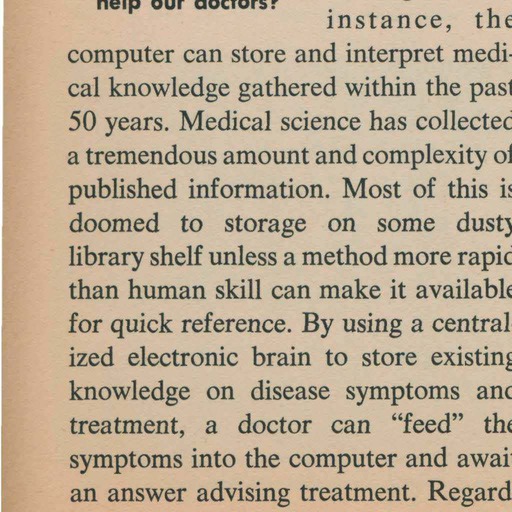 help our doctors?
instance, the
computer can store and interpret medi-
cal knowledge gathered within the past
50 years. Medical science has collected
a tremendous amount and complexity of
published information. Most of this is
doomed to storage on some dusty
library shelf unless a method more rapid
than human skill can make it available
for quick reference. By using a central-
ized electronic brain to store existing
knowledge on disease symptoms and
treatment, a doctor can “feed” the
symptoms into the computer and await
an answer advising treatment. Regard